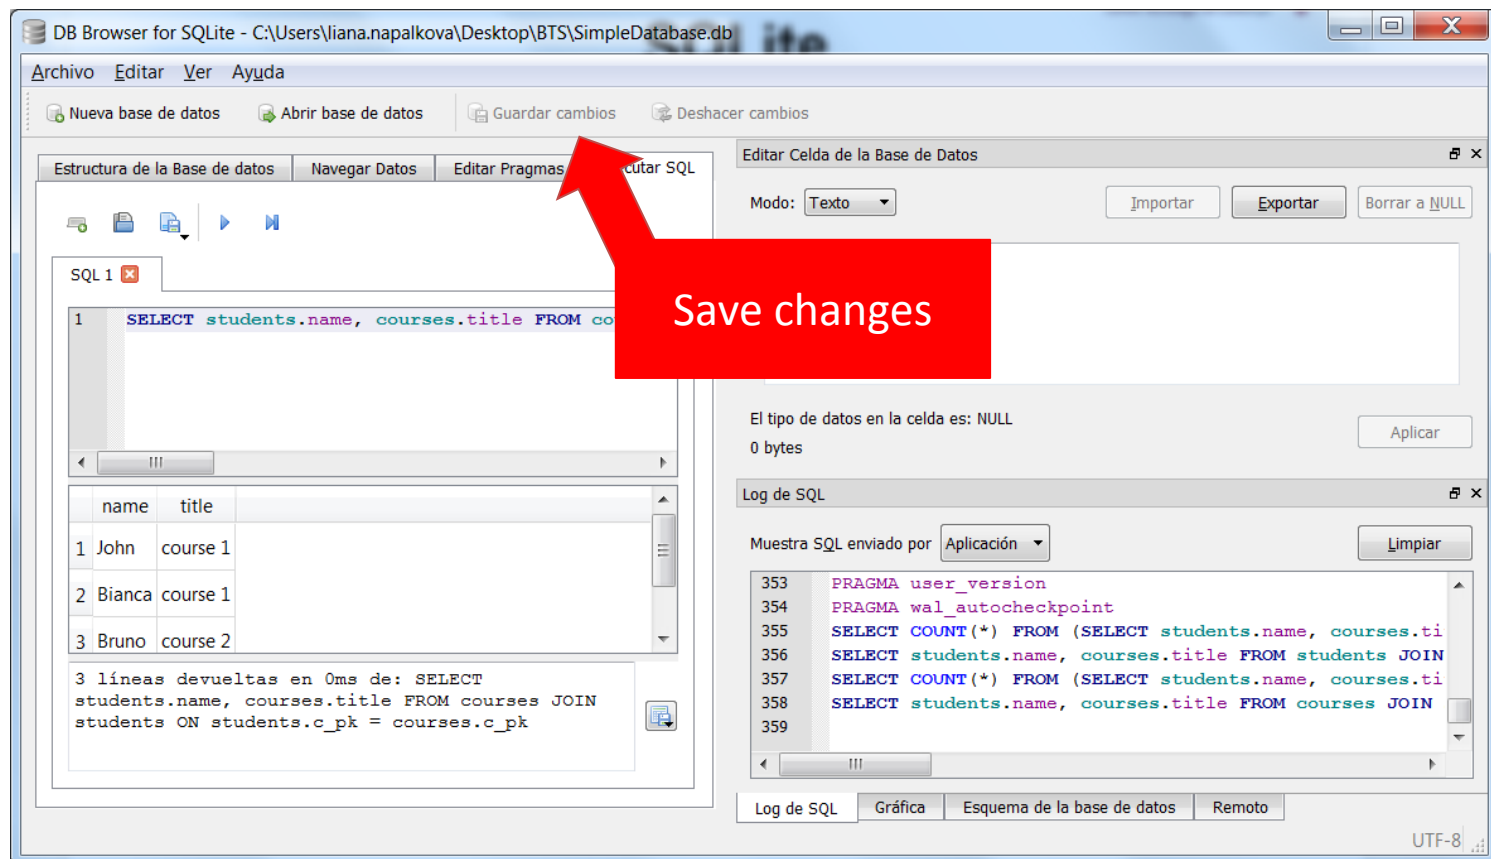 SQLite
DB Browser for SQLite - C:\Users\liana.napalkova\Desktop\BTS\SimpleDatabase.db
Archivo Editar Ver Ayuda
Nueva base de datos Abrir base de datos Guardar cambios Deshacer cambios
Estructura de la Base de datos Navegar Datos Editar Pragmas cutar SQL
SQL 1
1 SELECT students.name, courses.title FROM co
name title
1 John course 1
2 Bianca course 1
3 Bruno course 2
3 líneas devueltas en 0ms de: SELECT
students.name, courses.title FROM courses JOIN
students ON students.c_pk = courses.c_pk
Save changes
Editar Celda de la Base de Datos
Modo: Texto Importar Exportar Borrar a NULL
El tipo de datos en la celda es: NULL
0 bytes
Aplicar
Log de SQL
Muestra SQL enviado por Aplicación Limpiar
353 PRAGMA user_version
354 PRAGMA wal_autocheckpoint
355 SELECT COUNT(*) FROM (SELECT students.name, courses.ti
356 SELECT students.name, courses.title FROM students JOIN
357 SELECT COUNT(*) FROM (SELECT students.name, courses.ti
358 SELECT students.name, courses.title FROM courses JOIN
359
Log de SQL Gráfica Esquema de la base de datos Remoto
UTF-8